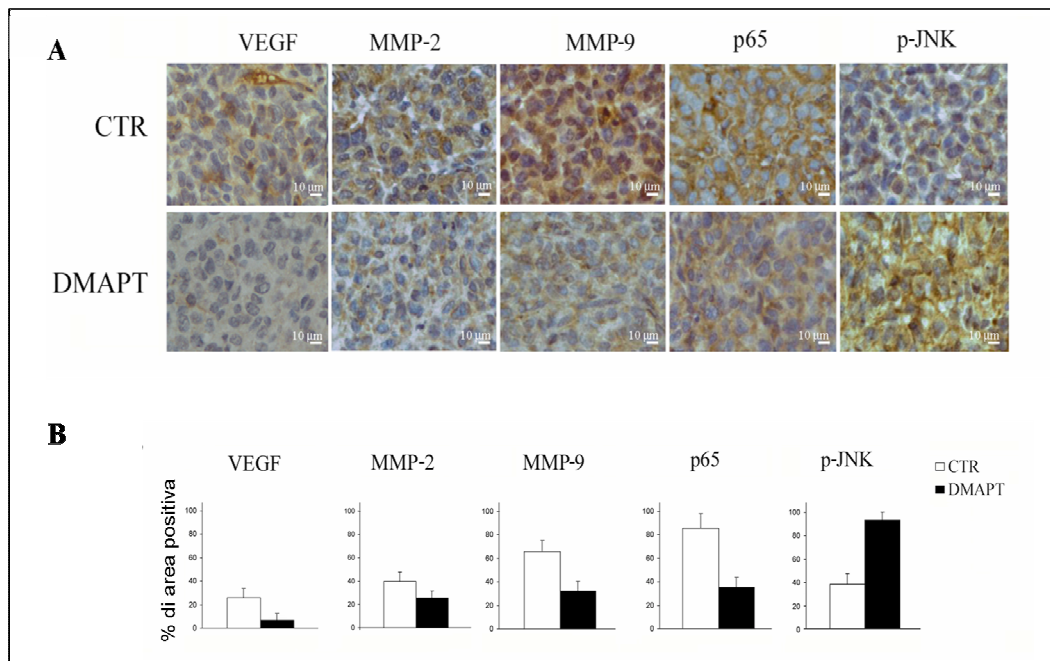 A
VEGF MMP-2 MMP-9 p65 p-JNK
CTR
10 µm 10 µm 10 µm 10 µm 10 µm
DMAPT
10 µm 10 µm 10 µm 10 µm 10 µm
B
VEGF MMP-2 MMP-9 p65 p-JNK
CTR
DMAPT
% di area positiva
100 100 100 100 100
80 80 80 80 80
60 60 60 60 60
40 40 40 40 40
20 20 20 20 20
0 0 0 0 0